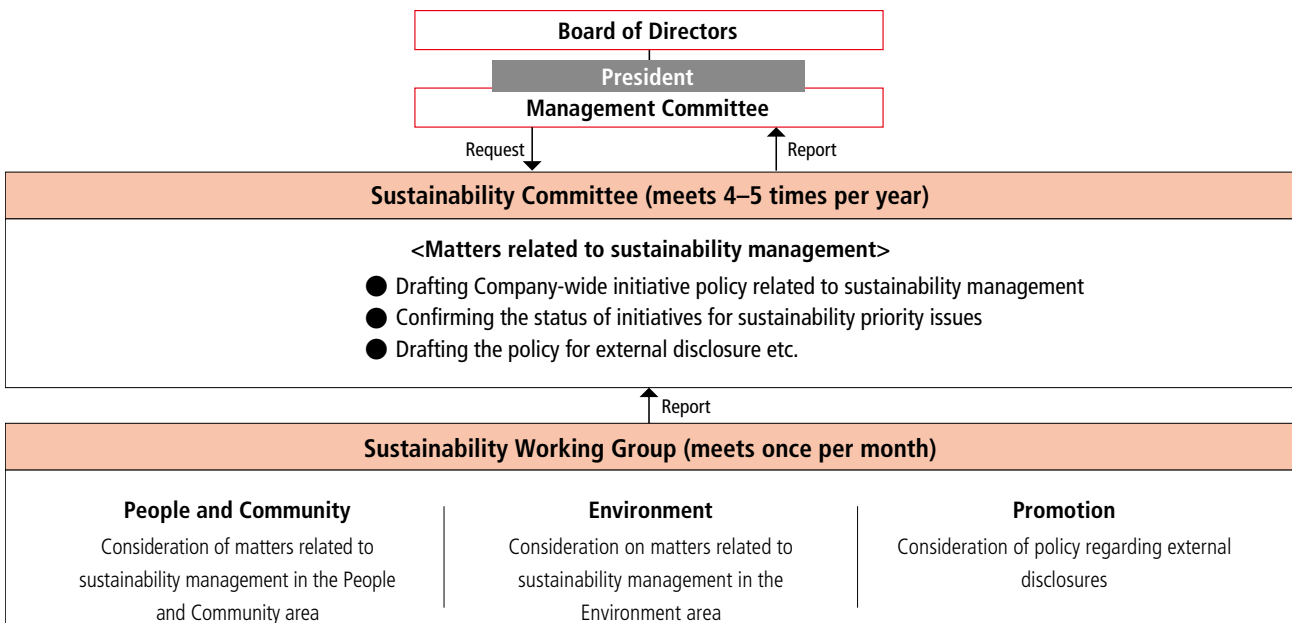 Board of Directors
President
Management Committee
Request
Report
Sustainability Committee (meets 4–5 times per year)
<Matters related to sustainability management>
● Drafting Company-wide initiative policy related to sustainability management
● Confirming the status of initiatives for sustainability priority issues
● Drafting the policy for external disclosure etc.
Report
Sustainability Working Group (meets once per month)
People and Community
Consideration of matters related to
sustainability management in the People
and Community area
Environment
Consideration on matters related to
sustainability management in the
Environment area
Promotion
Consideration of policy regarding external
disclosures